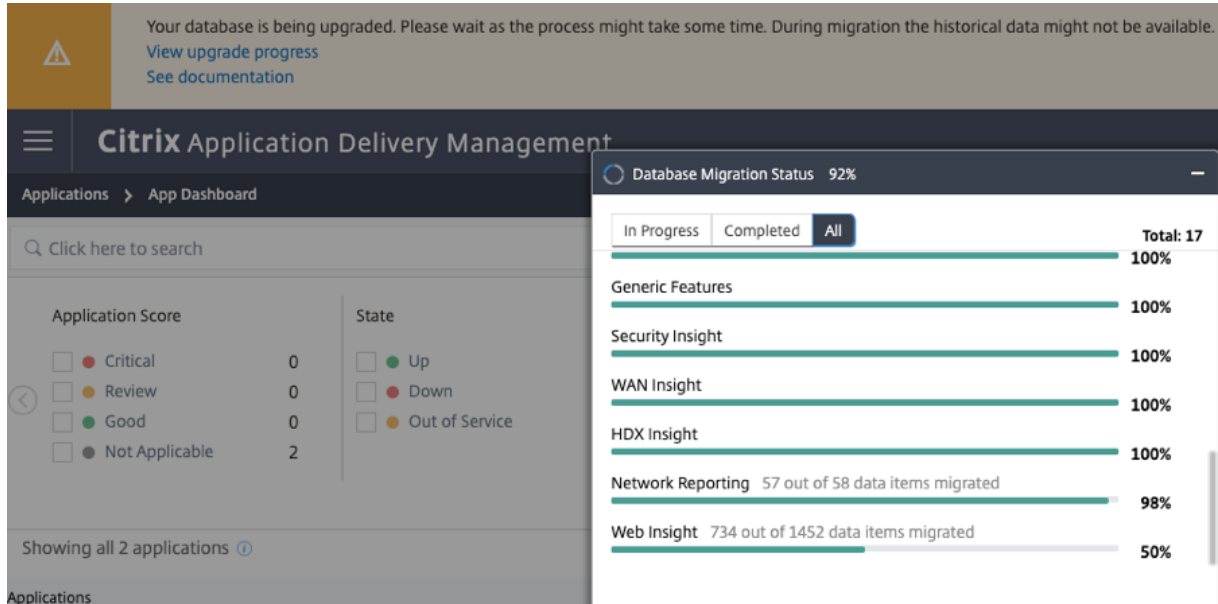 Your database is being upgraded. Please wait as the process might take some time. During migration the historical data might not be available.
View upgrade progress
See documentation
Citrix Application Delivery Management
Applications > App Dashboard
Click here to search
Application Score
Critical 0
Review 0
Good 0
Not Applicable 2
State
Up
Down
Out of Service
Showing all 2 applications
Applications
Database Migration Status 92%
In Progress Completed All Total: 17
100%
Generic Features
100%
Security Insight
100%
WAN Insight
100%
HDX Insight
100%
Network Reporting 57 out of 58 data items migrated
98%
Web Insight 734 out of 1452 data items migrated
50%